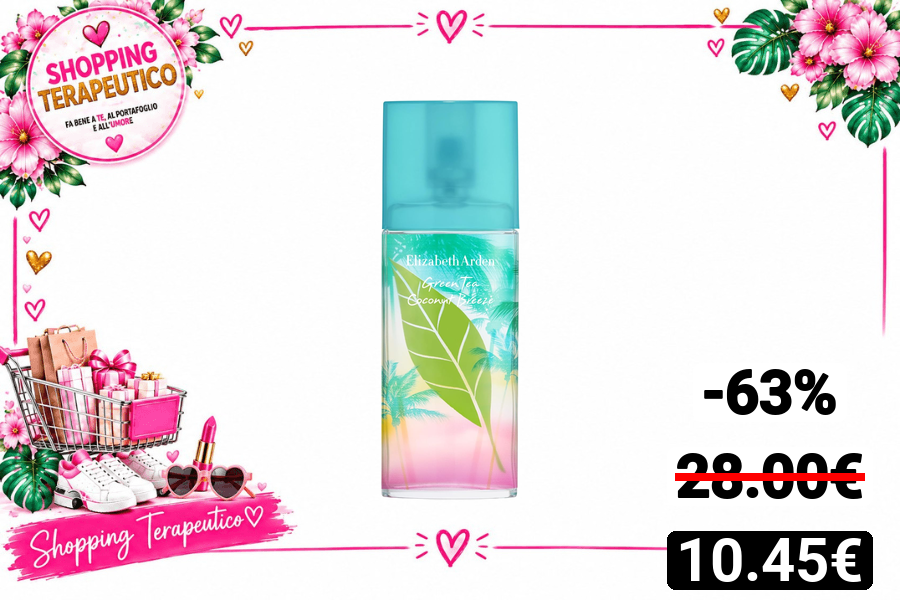 SHOPPING
TERAPEUTICO
FA BENE A TE, AL PORTAFOGLIO
E ALL'UMORE
Elizabeth Arden
Green Tea
Coconut Breeze
-63%
28.00€
10.45€
Shopping Terapeutico